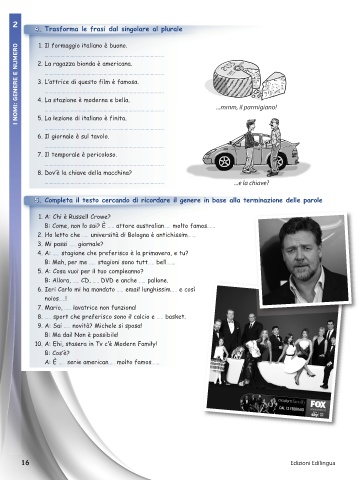 2
I NOMI: GENERE E NUMERO
4. Trasforma le frasi dal singolare al plurale
1. Il formaggio italiano è buono.
2. La ragazza bionda è americana.
3. L'attrice di questo film è famosa.
4. La stazione è moderna e bella.
5. La lezione di italiano è finita.
6. Il giornale è sul tavolo.
7. Il temporale è pericoloso.
8. Dov'è la chiave della macchina?
...mmm, il parmigiano!
...e la chiave?
5. Completa il testo cercando di ricordare il genere in base alla terminazione delle parole
1. A: Chi è Russell Crowe?
B: Come, non lo sai? È ..... attore australian... molto famos.....
2. Ho letto che ..... università di Bologna è antichissim.....
3. Mi passi ..... giornale?
4. A: ..... stagione che preferisco è la primavera, e tu?
B: Mah, per me ..... stagioni sono tutt... bell.....
5. A: Cosa vuoi per il tuo compleanno?
B: Allora, ..... CD, ..... DVD e anche ..... pallone.
6. Ieri Carlo mi ha mandato ..... email lunghissim... e così
noios...!
7. Mario, ..... lavatrice non funziona!
8. ..... sport che preferisco sono il calcio e ..... basket.
9. A: Sai ..... novità? Michele si sposa!
B: Ma dai! Non è possibile!
10. A: Ehi, stasera in Tv c'è Modern Family!
B: Cos'è?
A: È ..... serie american... molto famos.....
FOX
16
Edizioni Edilingua